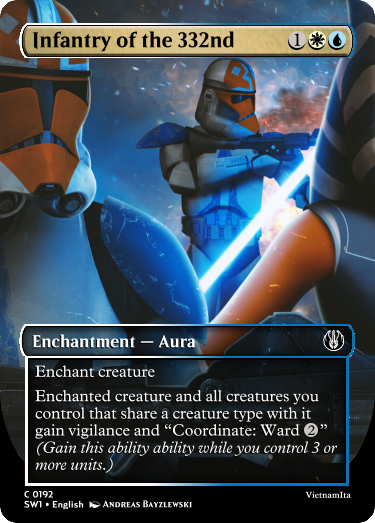 Infantry of the 332nd 1
Enchantment — Aura
Enchant creature
Enchanted creature and all creatures you
control that share a creature type with it
gain vigilance and “Coordinate: Ward 2”
(Gain this ability ability while you control 3 or
more units.)
C 0192
SW1 • English ANDREAS BAYZLEWSKI
VietnamIta